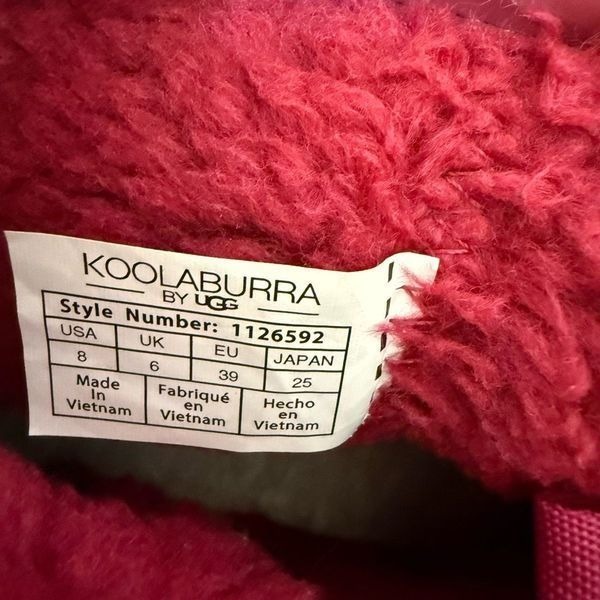 KOOLABURRA
BY UGG
Style Number: 1126592
USA UK EU JAPAN
8 6 39 25
Made Fabriqué Hecho
In en en
Vietnam Vietnam Vietnam